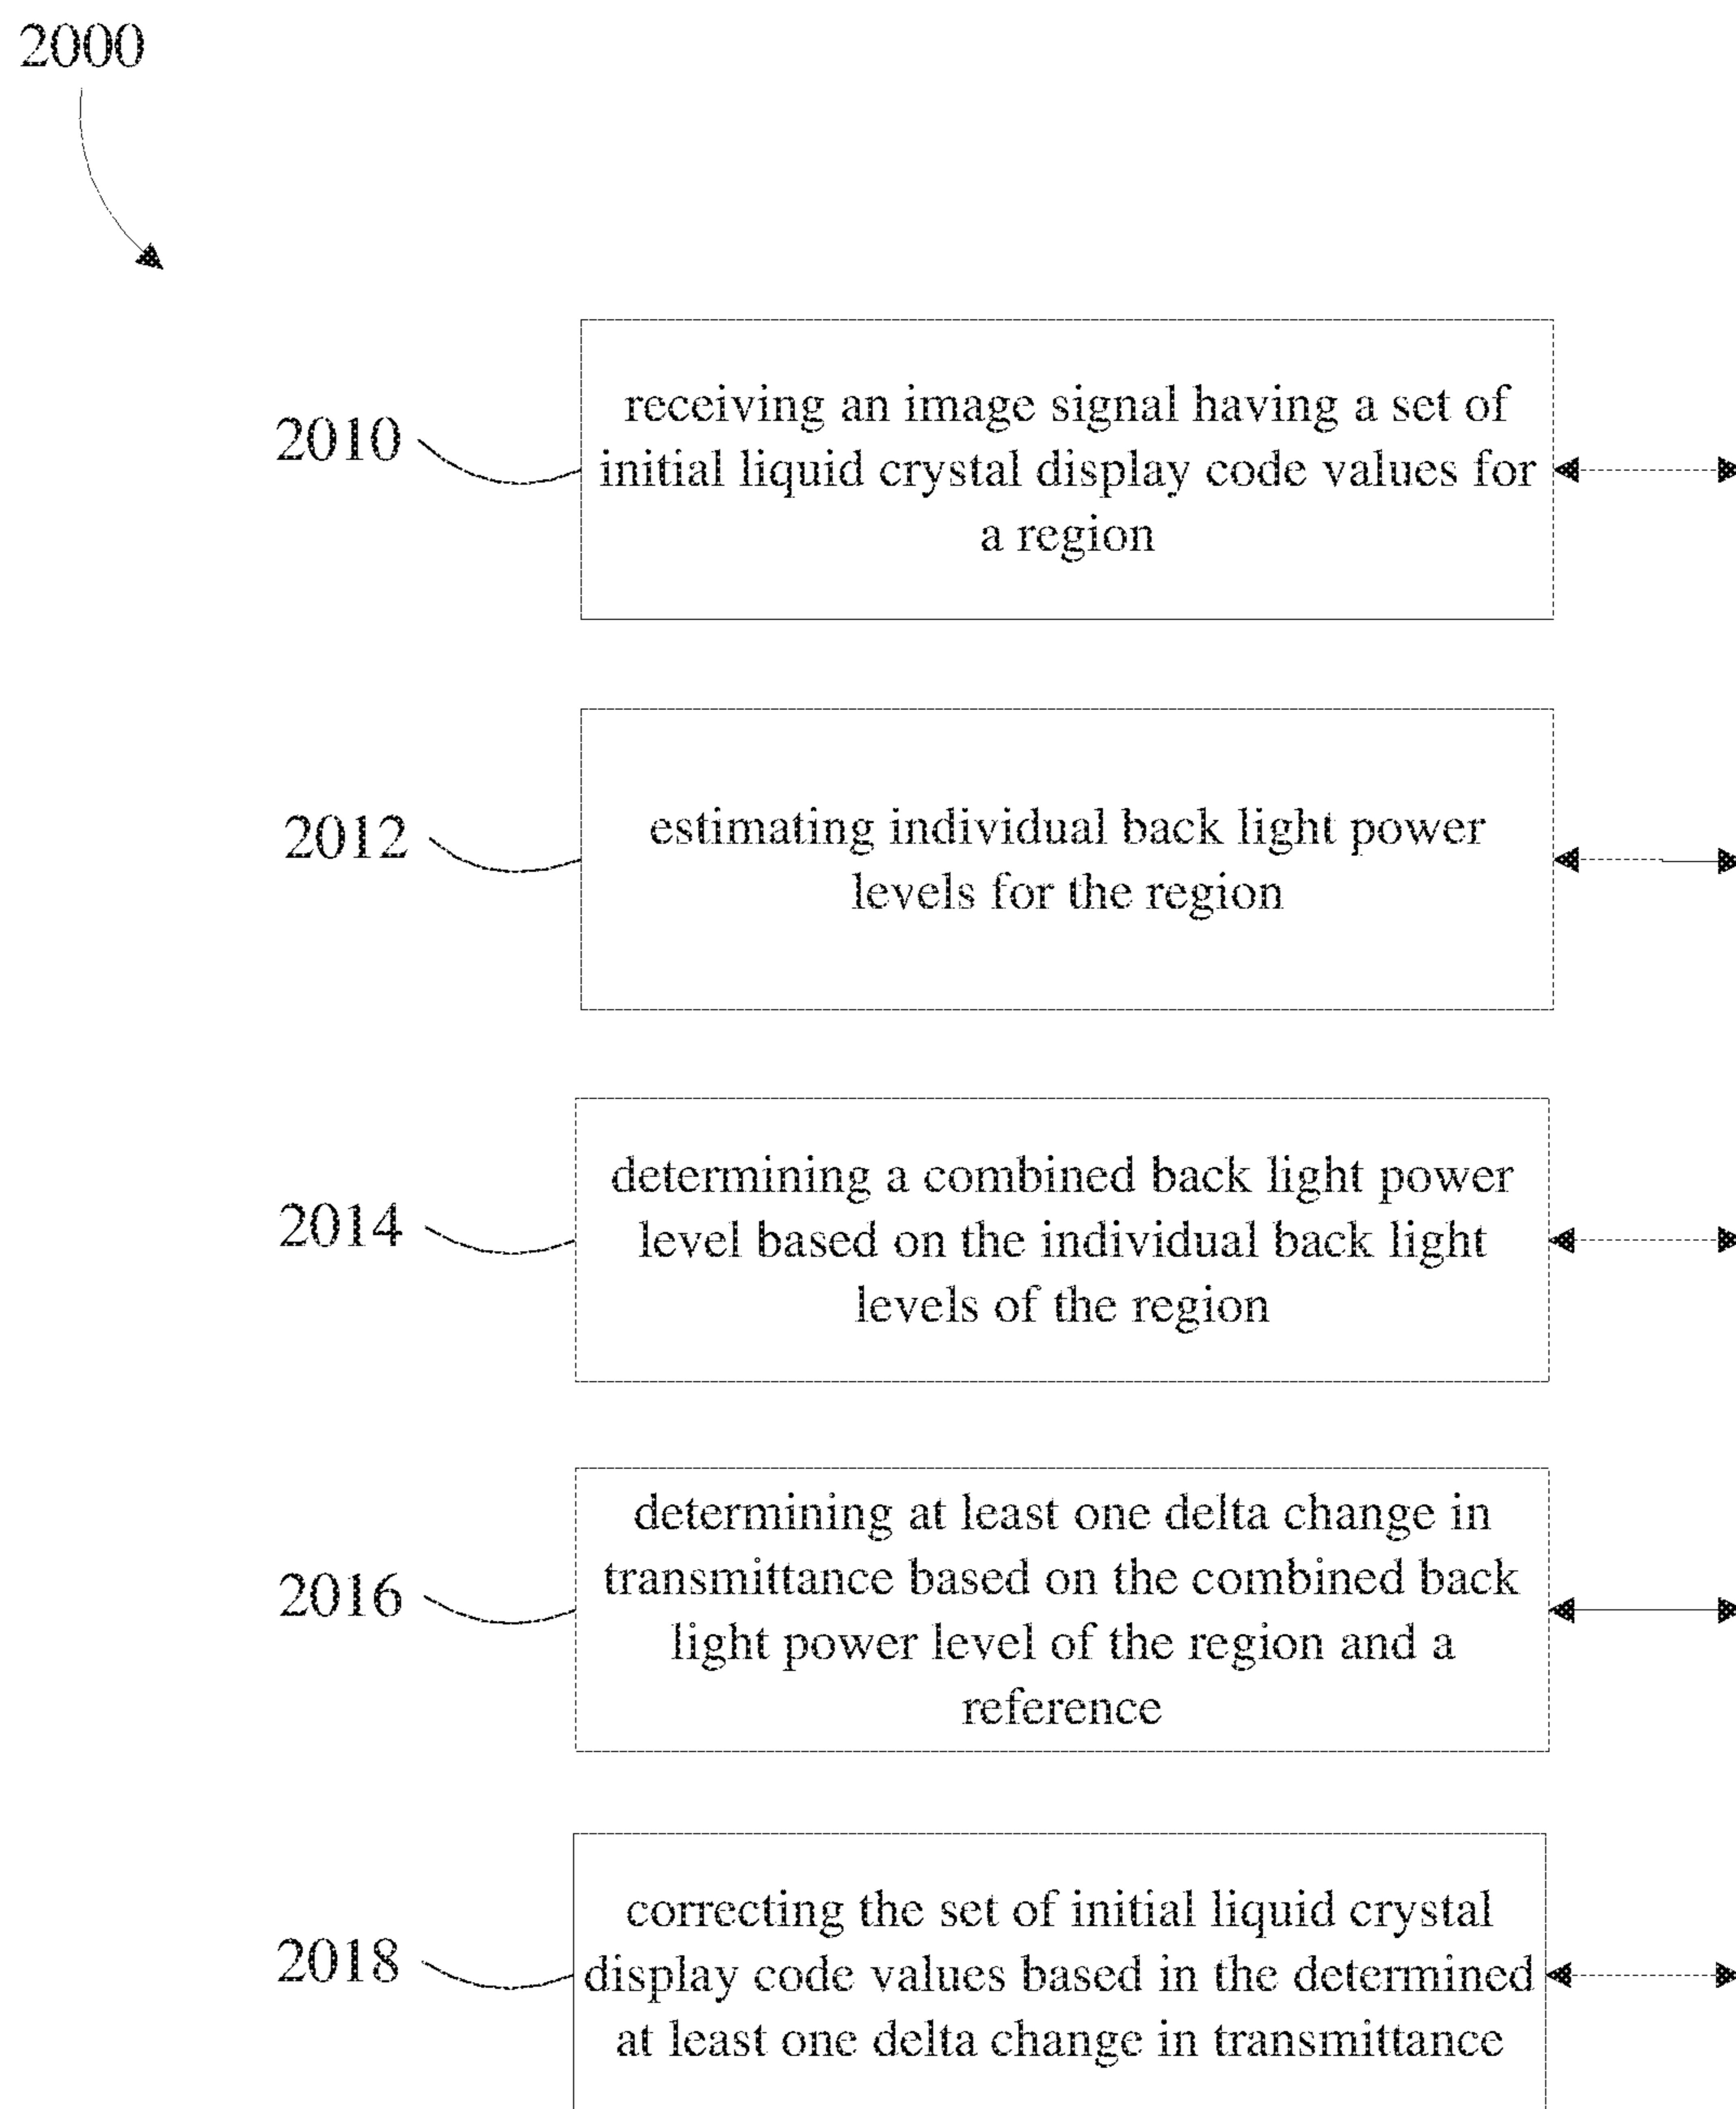 2000
2010
receiving an image signal having a set of
initial liquid crystal display code values for
a region
2012
estimating individual back light power
levels for the region
2014
determining a combined back light power
level based on the individual back light
levels of the region
2016
determining at least one delta change in
transmittance based on the combined back
light power level of the region and a
reference
2018
correcting the set of initial liquid crystal
display code values based in the determined
at least one delta change in transmittance